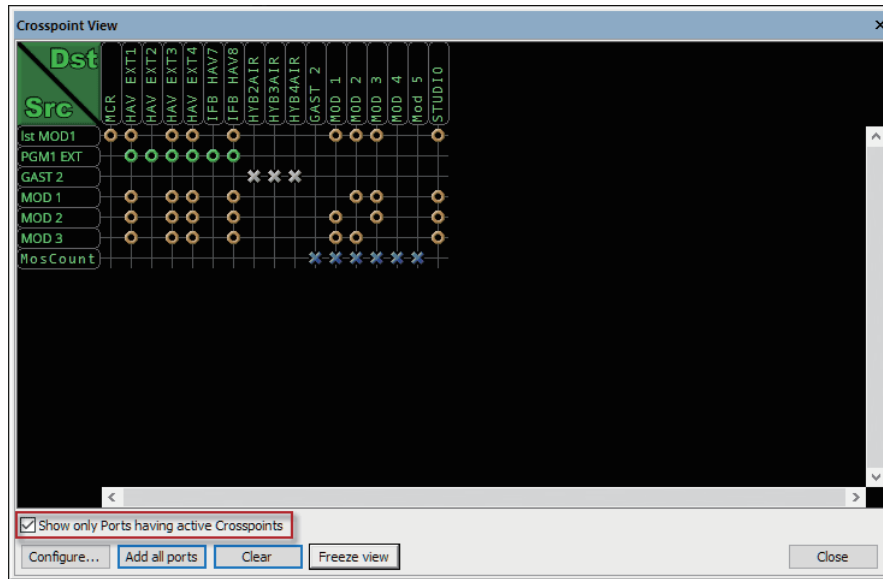 Crosspoint View
Dst
Src
MCR
HAV EXT1
HAV EXT2
HAV EXT3
HAV EXT4
IFB HAV7
IFB HAV8
HYB2AIR
HYB3AIR
HYB4AIR
GAST 2
MOD 1
MOD 2
MOD 3
MOD 4
Mod 5
STUDIO
Ist MOD1
PGM1 EXT
GAST 2
MOD 1
MOD 2
MOD 3
MosCount
Show only Ports having active Crosspoints
Configure... Add all ports Clear Freeze view Close